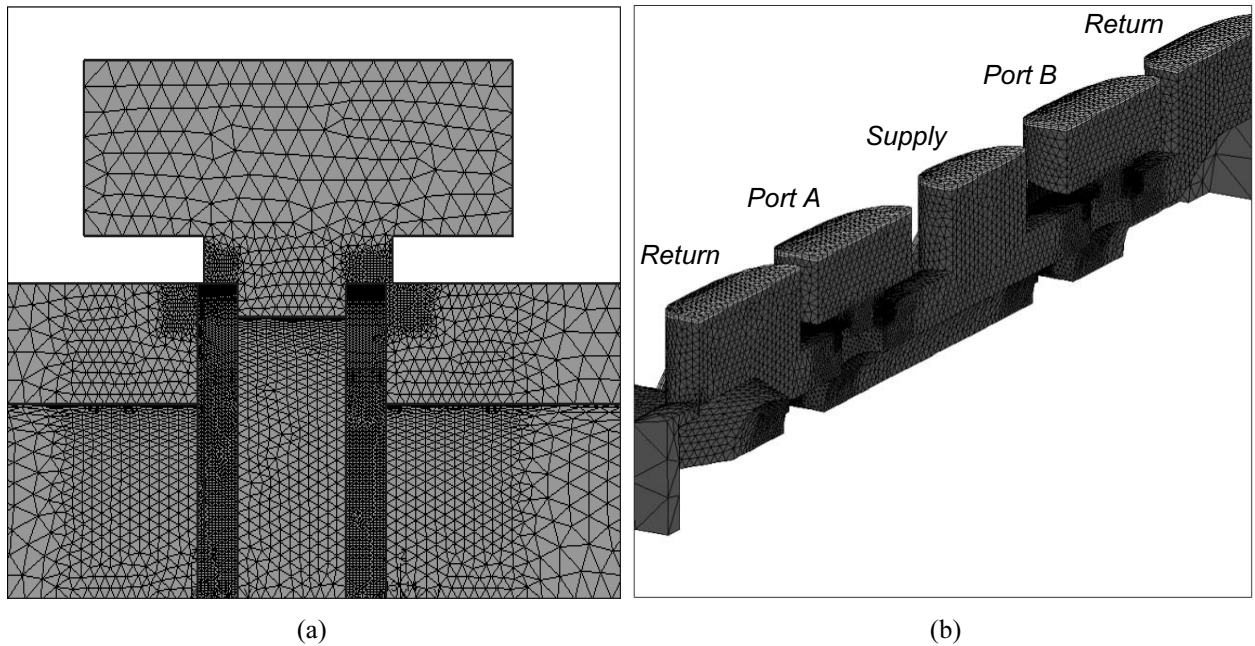 Return
Port B
Supply
Port A
Return
(a)
(b)